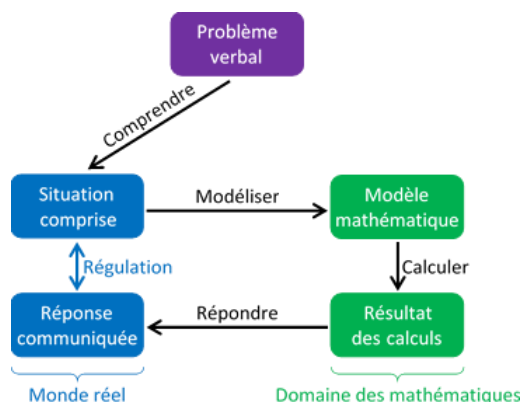 Problème
verbal
Comprendre
Situation
comprise
Modéliser
Modèle
mathématique
Régulation
Calculer
Réponse
communiquée
Répondre
Résultat
des calculs
Monde réel
Domaine des mathématiques